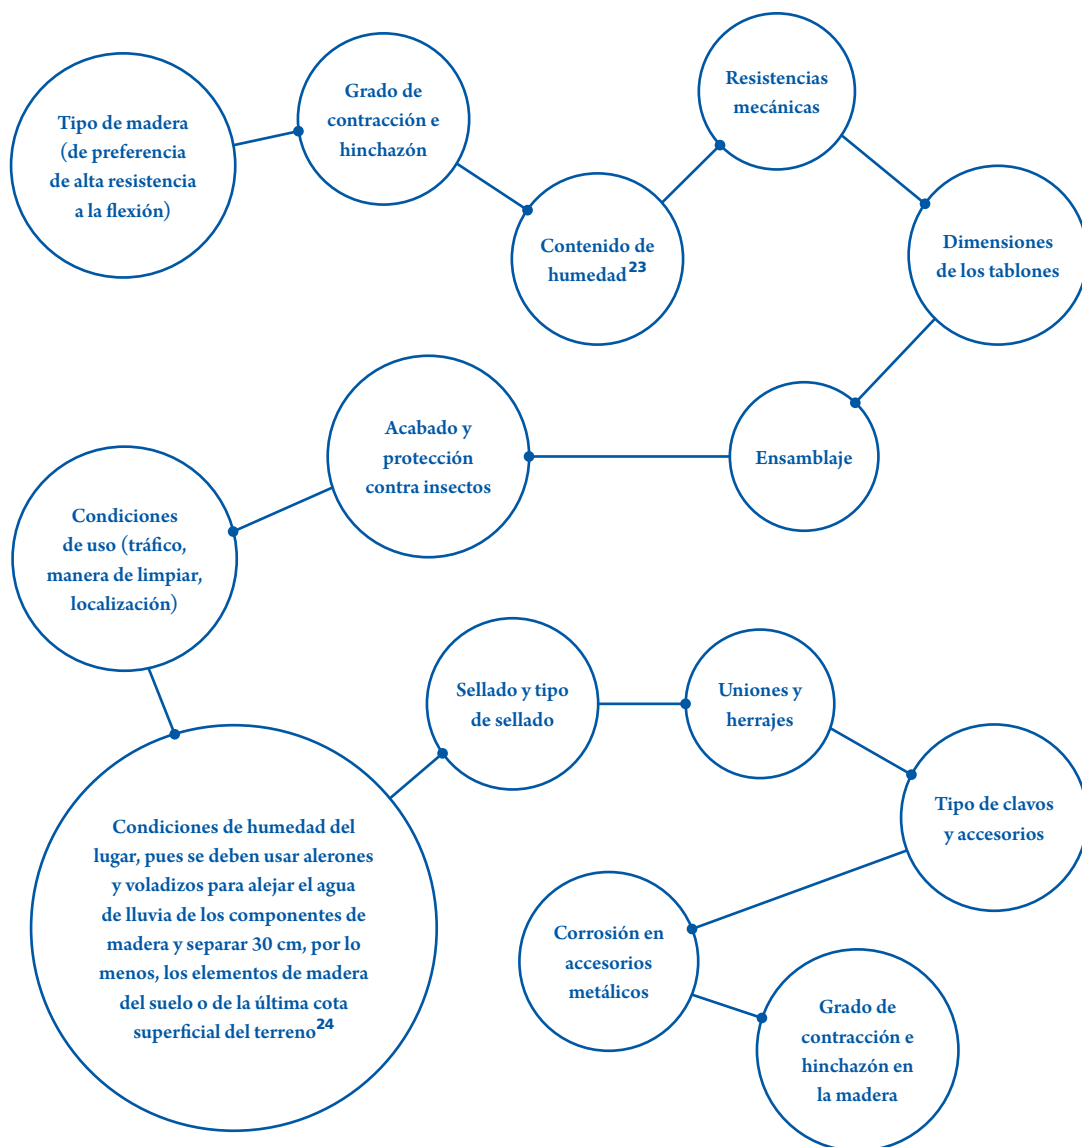 Tipo de madera
(de preferencia
de alta resistencia
a la flexión)
Grado de
contracción e
hinchazón
Contenido de
humedad²³
Resistencias
mecánicas
Dimensiones
de los tablones
Ensamblaje
Acabado y
protección
contra insectos
Condiciones
de uso (tráfico,
manera de limpiar,
localización)
Condiciones de humedad del
lugar, pues se deben usar alerones
y voladizos para alejar el agua
de lluvia de los componentes de
madera y separar 30 cm, por lo
menos, los elementos de madera
del suelo o de la última cota
superficial del terreno²⁴
Sellado y tipo
de sellado
Uniones y
herrajes
Tipo de clavos
y accesorios
Corrosión en
accesorios
metálicos
Grado de
contracción e
hinchazón en
la madera